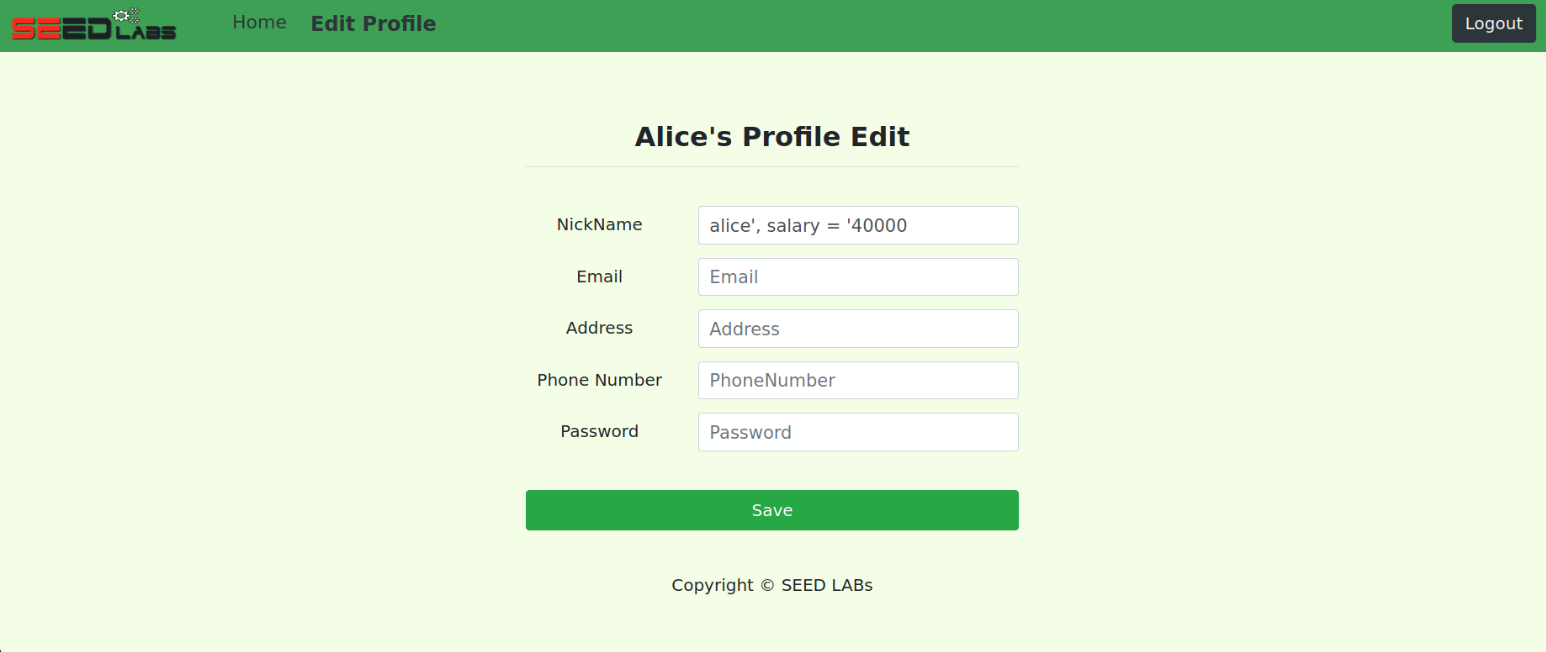 SEED LABS Home Edit Profile Logout
Alice's Profile Edit
NickName alice', salary = '40000
Email Email
Address Address
Phone Number PhoneNumber
Password Password
Save
Copyright © SEED LABs